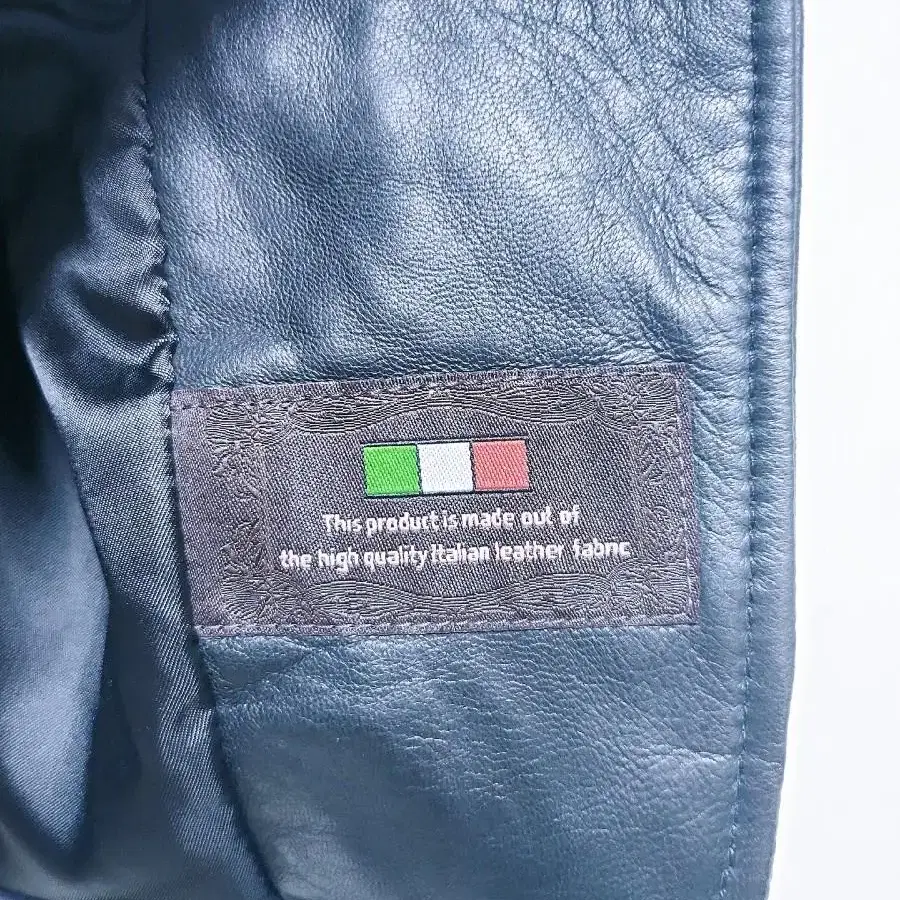 This product is made out of
the high quality Italian leather fabric